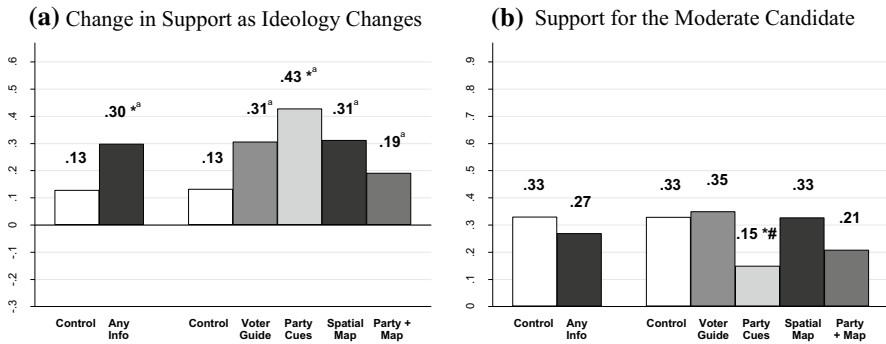 (a) Change in Support as Ideology Changes
.6
.5
.4
.3
.2
.1
0
-.1
-.2
-.3
.13
.30 *a
.13
.31a
.43 *a
.31a
.19a
Control
Any
Info
Control
Voter
Guide
Party
Cues
Spatial
Map
Party +
Map
(b) Support for the Moderate Candidate
.9
.8
.7
.6
.5
.4
.3
.2
.1
0
.33
.27
.33
.35
.15 *#
.33
.21
Control
Any
Info
Control
Voter
Guide
Party
Cues
Spatial
Map
Party
+ Map